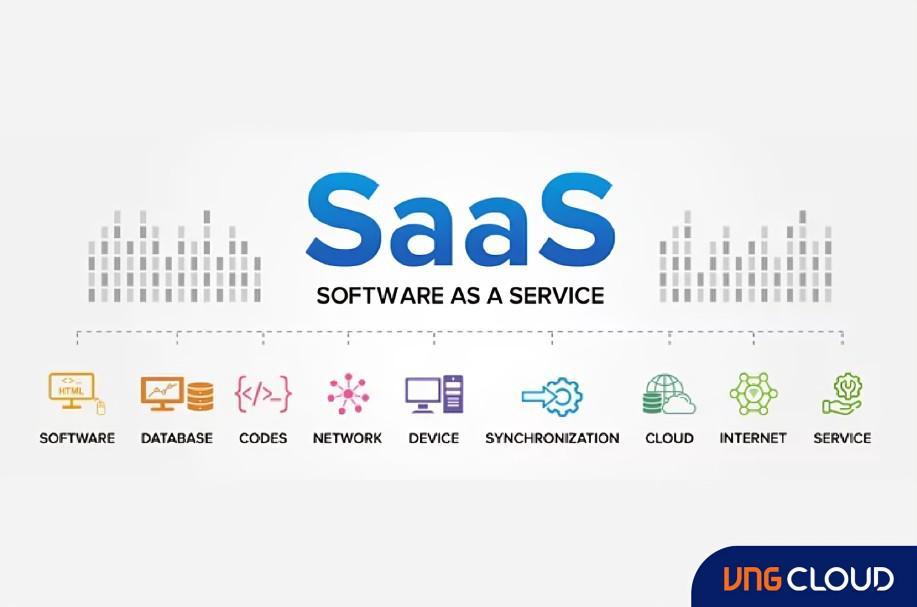 SaaS
SOFTWARE AS A SERVICE
<>_
HTML
{</>_}
SOFTWARE DATABASE CODES NETWORK DEVICE SYNCHRONIZATION CLOUD INTERNET SERVICE
VNG CLOUD